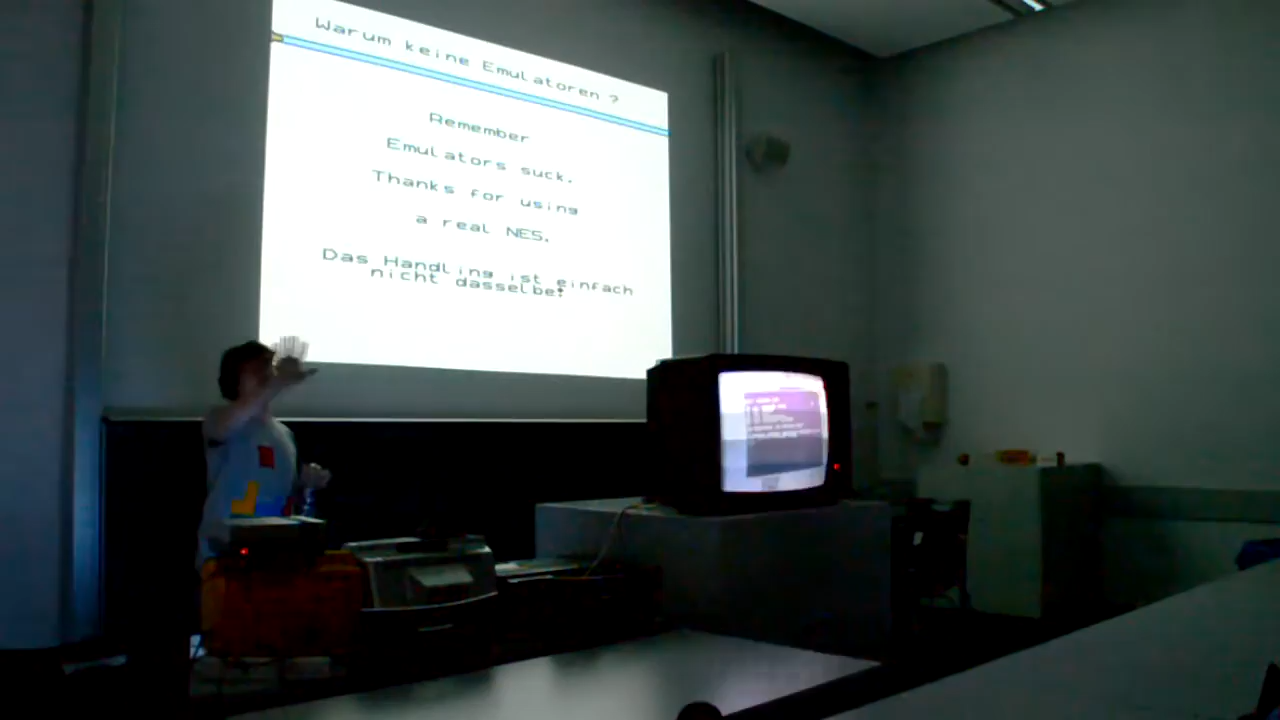 Warum keine Emulatoren ?
Remember
Emulators suck.
Thanks for using
a real NES.
Das Handling ist einfach
nicht dasselbe!